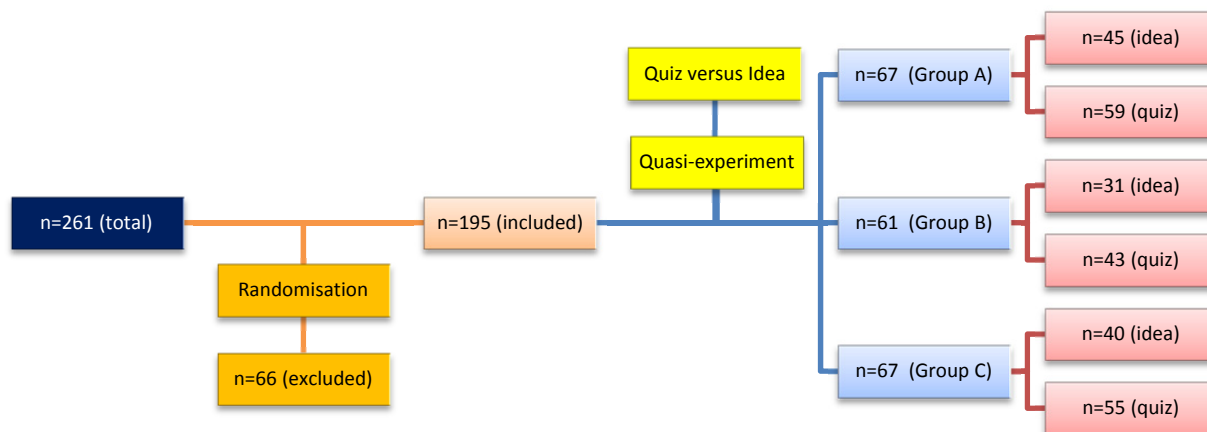 n=261 (total)
Randomisation
n=66 (excluded)
n=195 (included)
Quiz versus Idea
Quasi-experiment
n=67  (Group A)
n=45 (idea)
n=59 (quiz)
n=61  (Group B)
n=31 (idea)
n=43 (quiz)
n=67  (Group C)
n=40 (idea)
n=55 (quiz)